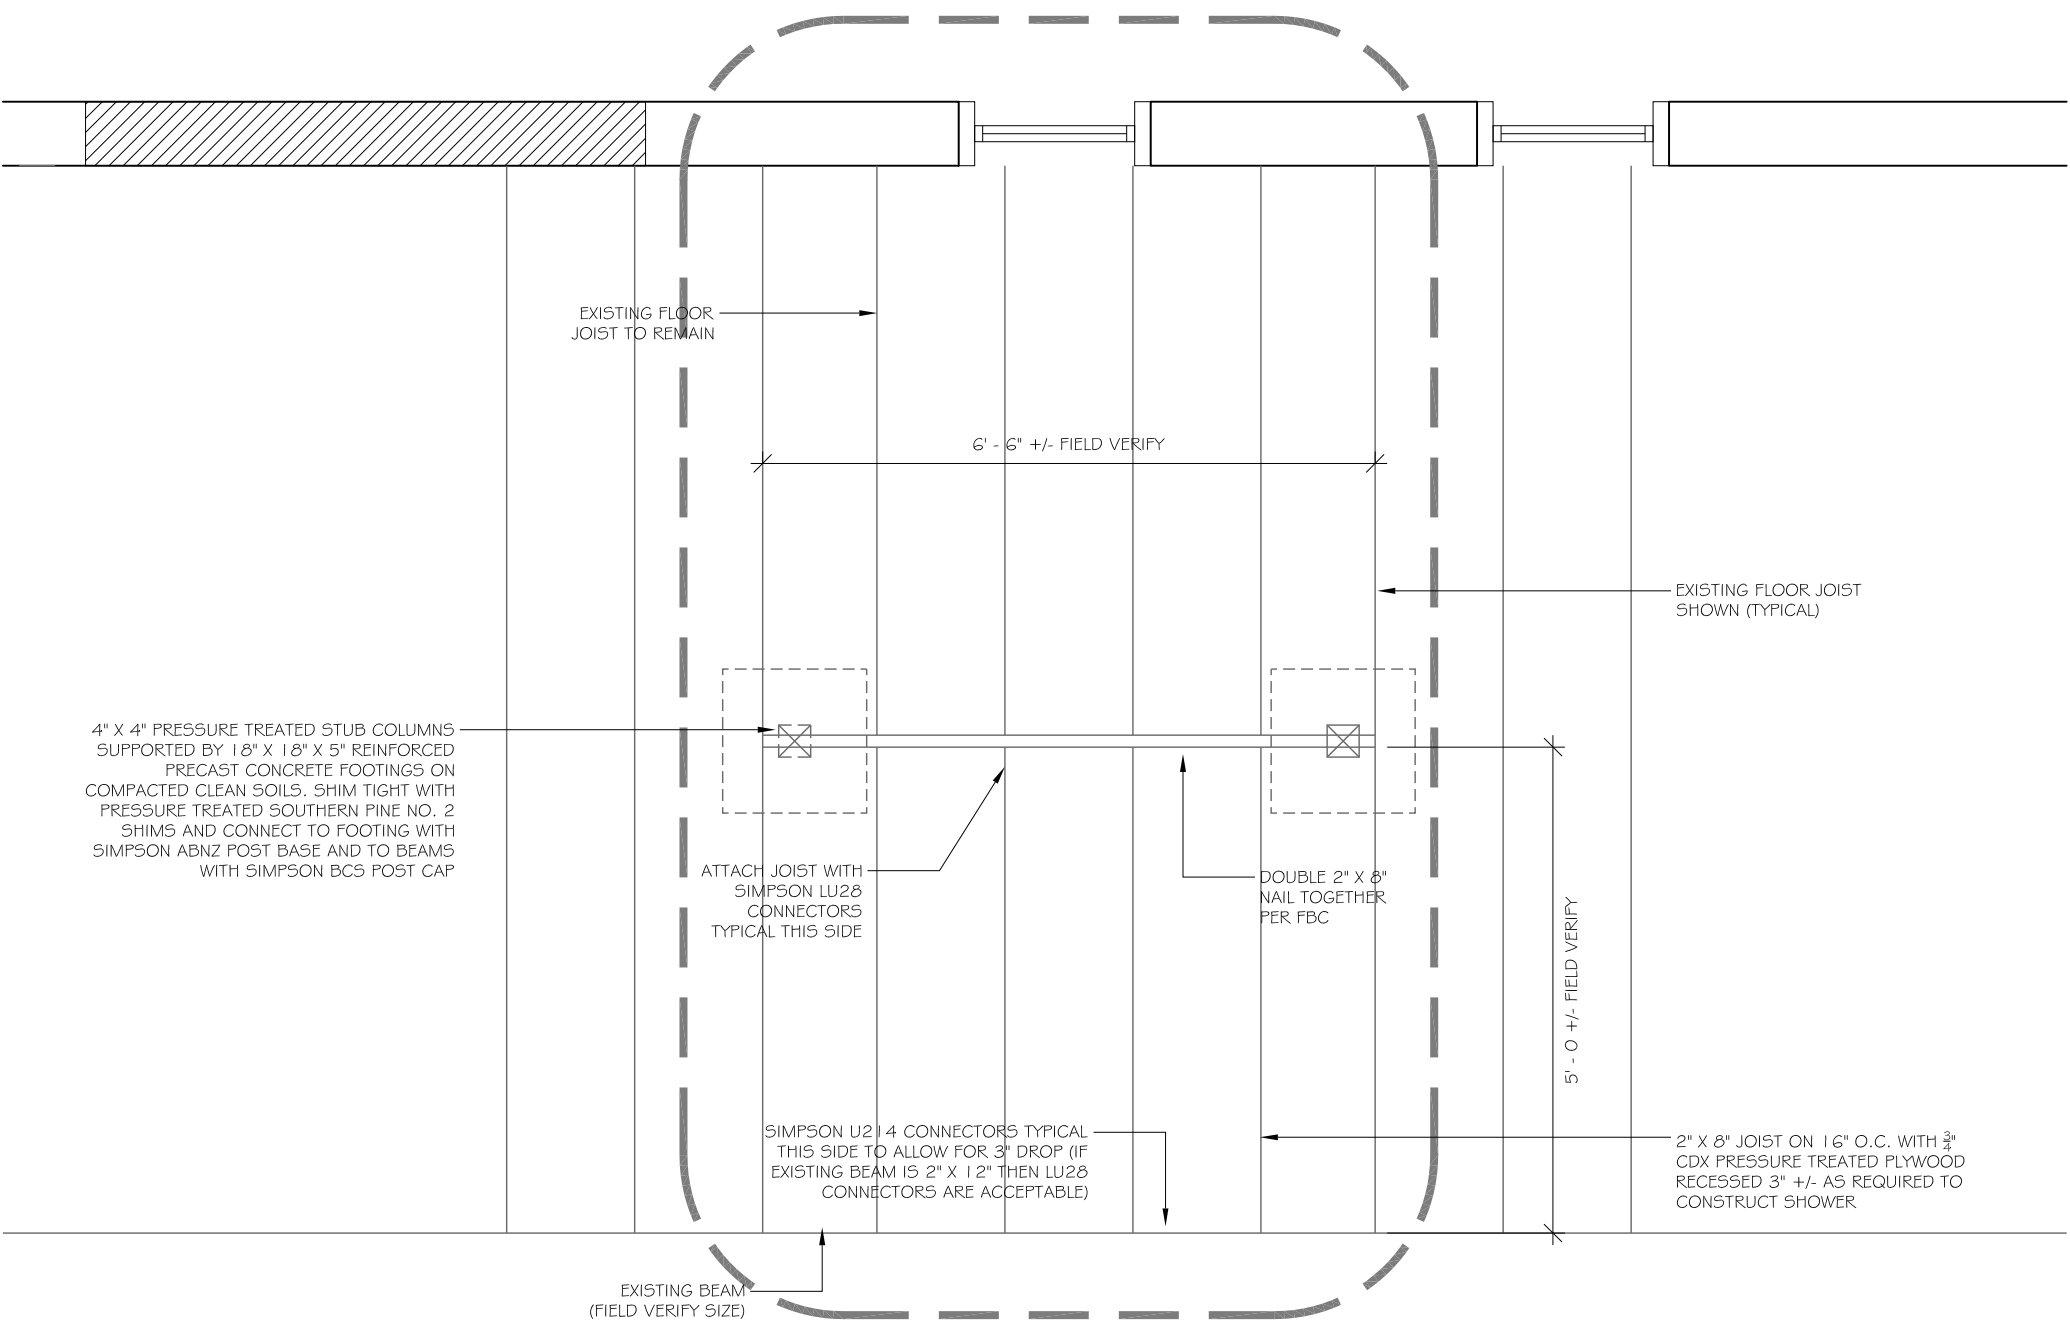 EXISTING FLOOR
JOIST TO REMAIN
6' - 6" +/- FIELD VERIFY
EXISTING FLOOR JOIST
SHOWN (TYPICAL)
4" X 4" PRESSURE TREATED STUB COLUMNS
SUPPORTED BY 18" X 18" X 5" REINFORCED
PRECAST CONCRETE FOOTINGS ON
COMPACTED CLEAN SOILS. SHIM TIGHT WITH
PRESSURE TREATED SOUTHERN PINE NO. 2
SHIMS AND CONNECT TO FOOTING WITH
SIMPSON ABNZ POST BASE AND TO BEAMS
WITH SIMPSON BCS POST CAP
ATTACH JOIST WITH
SIMPSON LU28
CONNECTORS
TYPICAL THIS SIDE
DOUBLE 2" X 8"
NAIL TOGETHER
PER FBC
5' - 0 +/- FIELD VERIFY
SIMPSON U214 CONNECTORS TYPICAL
THIS SIDE TO ALLOW FOR 3" DROP (IF
EXISTING BEAM IS 2" X 12" THEN LU28
CONNECTORS ARE ACCEPTABLE)
2" X 8" JOIST ON 16" O.C. WITH 3/4"
CDX PRESSURE TREATED PLYWOOD
RECESSED 3" +/- AS REQUIRED TO
CONSTRUCT SHOWER
EXISTING BEAM
(FIELD VERIFY SIZE)